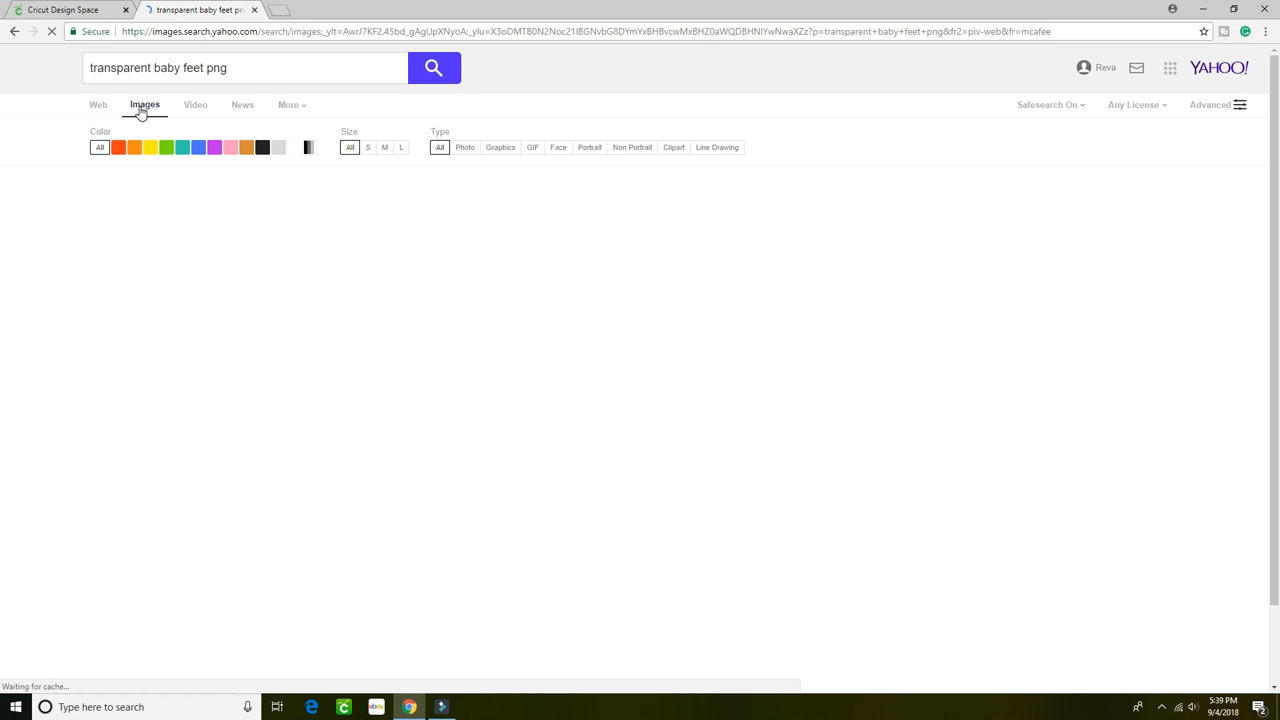 Cricut Design Space
transparent baby feet pn
Secure
https://images.search.yahoo.com/search/images;_ylt=AwrJ7KF2.45bd_gAgUpXNyoA;_ylu=X3oDMTB0N2Noc21lBGNvbG8DYmYxBHBvcwMxBHZ0aWQDBHNlYwNwaXZz?p=transparent+baby+feet+png&fr2=piv-web&fr=mcafee
transparent baby feet png
Reva
YAHOO!
Web Images Video News More
Safesearch On Any License Advanced
Color Size Type
All All S M L All Photo Graphics GIF Face Portrait Non Portrait Clipart Line Drawing
Waiting for cache...
Type here to search
ebay
5:39 PM
9/4/2018
2